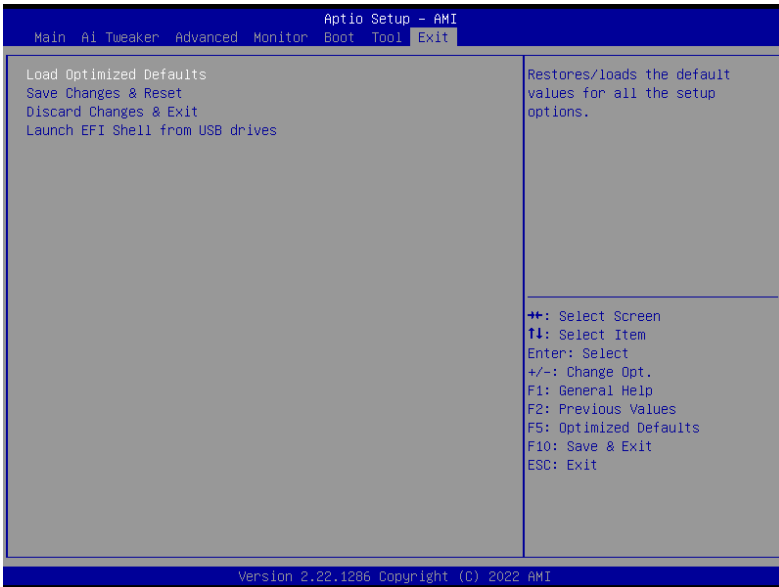 Aptio Setup – AMI
Main Ai Tweaker Advanced Monitor Boot Tool Exit
Load Optimized Defaults
Save Changes & Reset
Discard Changes & Exit
Launch EFI Shell from USB drives
Restores/loads the default
values for all the setup
options.
→←: Select Screen
↑↓: Select Item
Enter: Select
+/-: Change Opt.
F1: General Help
F2: Previous Values
F5: Optimized Defaults
F10: Save & Exit
ESC: Exit
Version 2.22.1286 Copyright (C) 2022 AMI